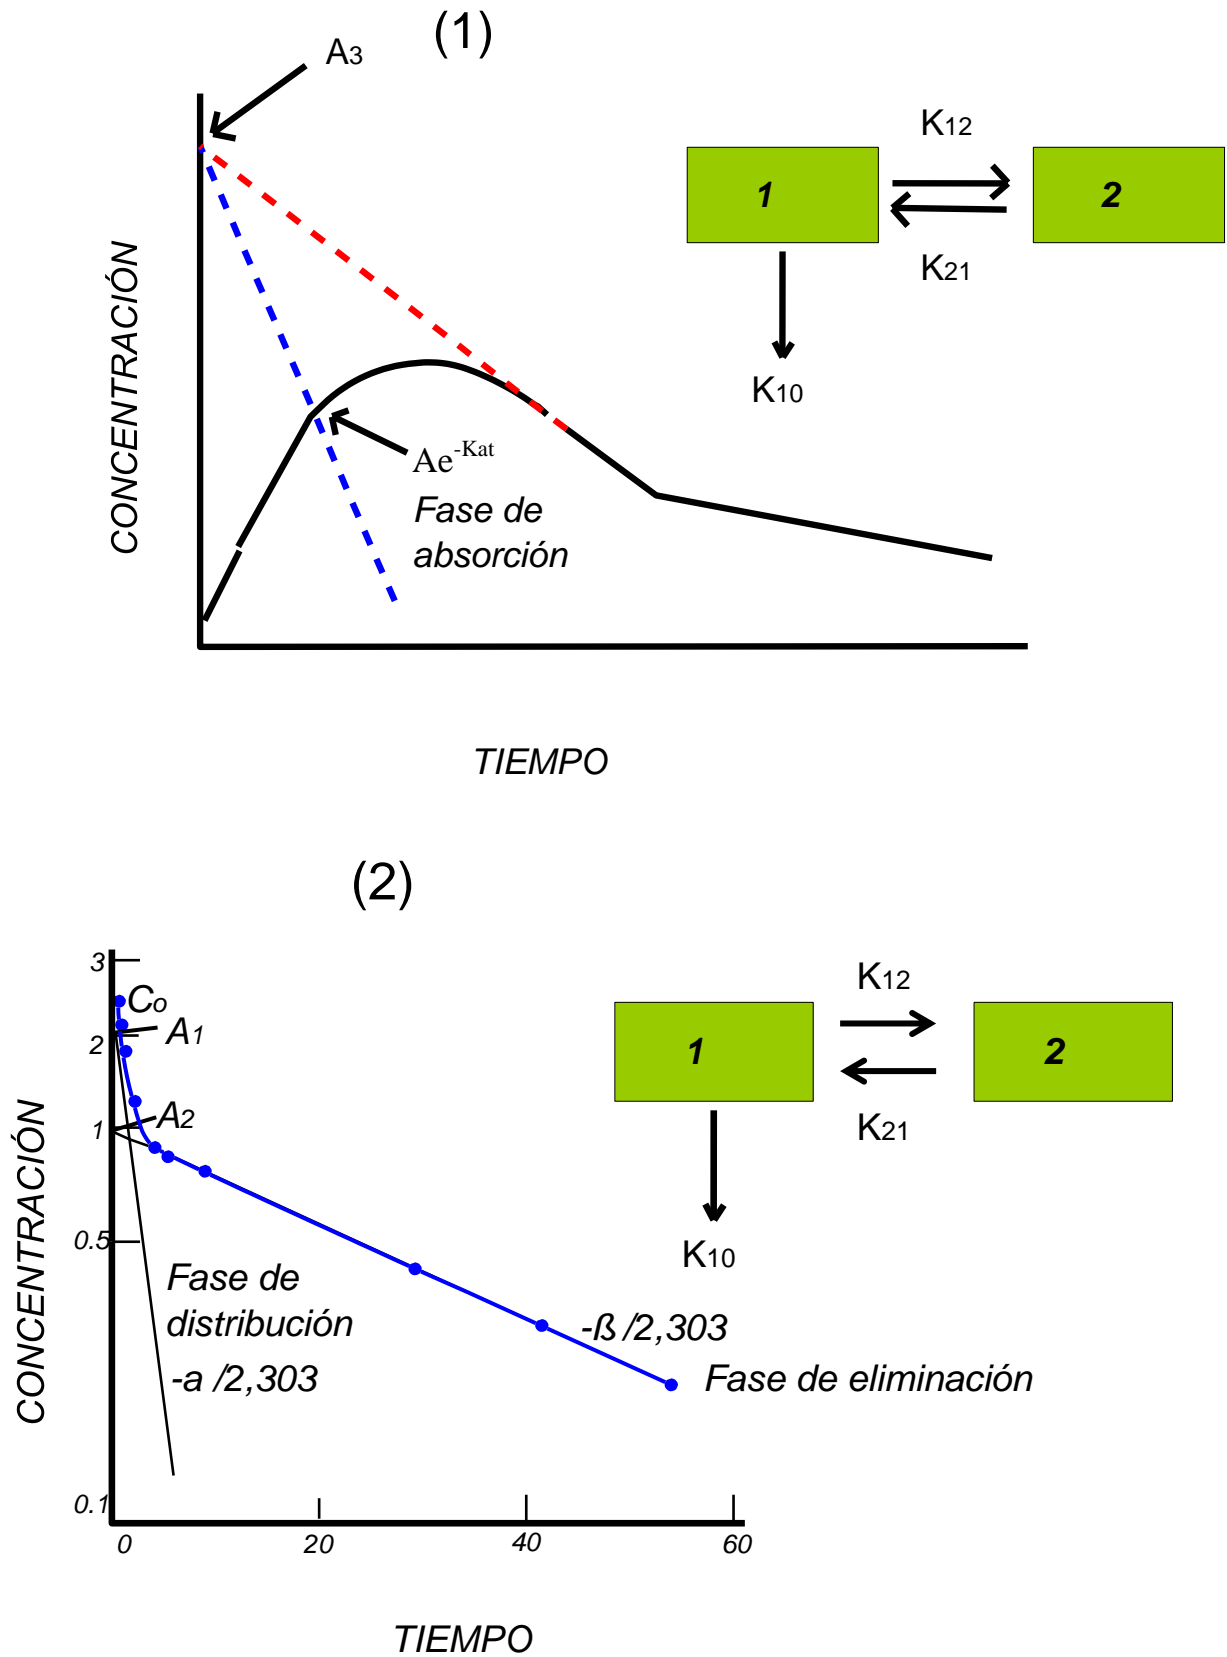 (1)
A3
K12
1
2
K21
K10
CONCENTRACIÓN
Ae-Kat
Fase de
absorción
TIEMPO
(2)
3
Co
A1
2
A2
1
K12
1
2
K21
K10
CONCENTRACIÓN
0.5
Fase de
distribución
-a /2,303
-ß /2,303
Fase de eliminación
0.1
0
20
40
60
TIEMPO